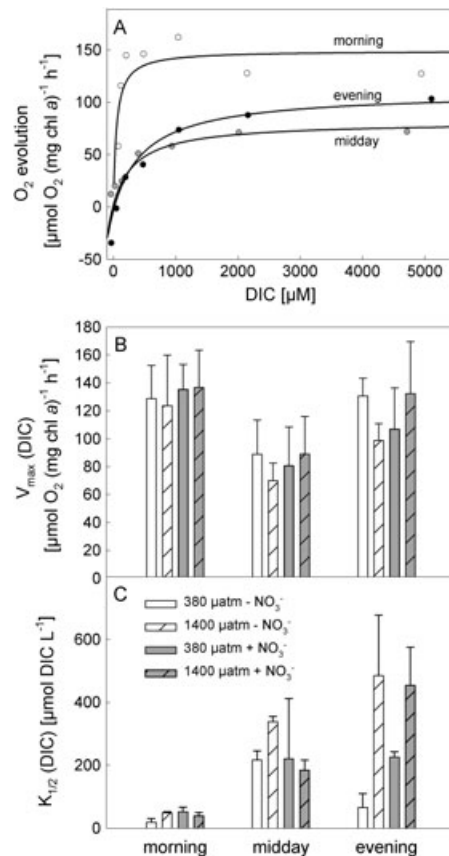 A
150
100
50
0
-50
O2 evolution
[µmol O2 (mg chl a)-1 h-1]
morning
evening
midday
0 1000 2000 3000 4000 5000
DIC [µM]
B
180
160
140
120
100
80
60
40
20
0
Vmax (DIC)
[µmol O2 (mg chl a)-1 h-1]
C
380 µatm - NO3-
1400 µatm - NO3-
380 µatm + NO3-
1400 µatm + NO3-
600
400
200
0
K1/2 (DIC) [µmol DIC L-1]
morning midday evening